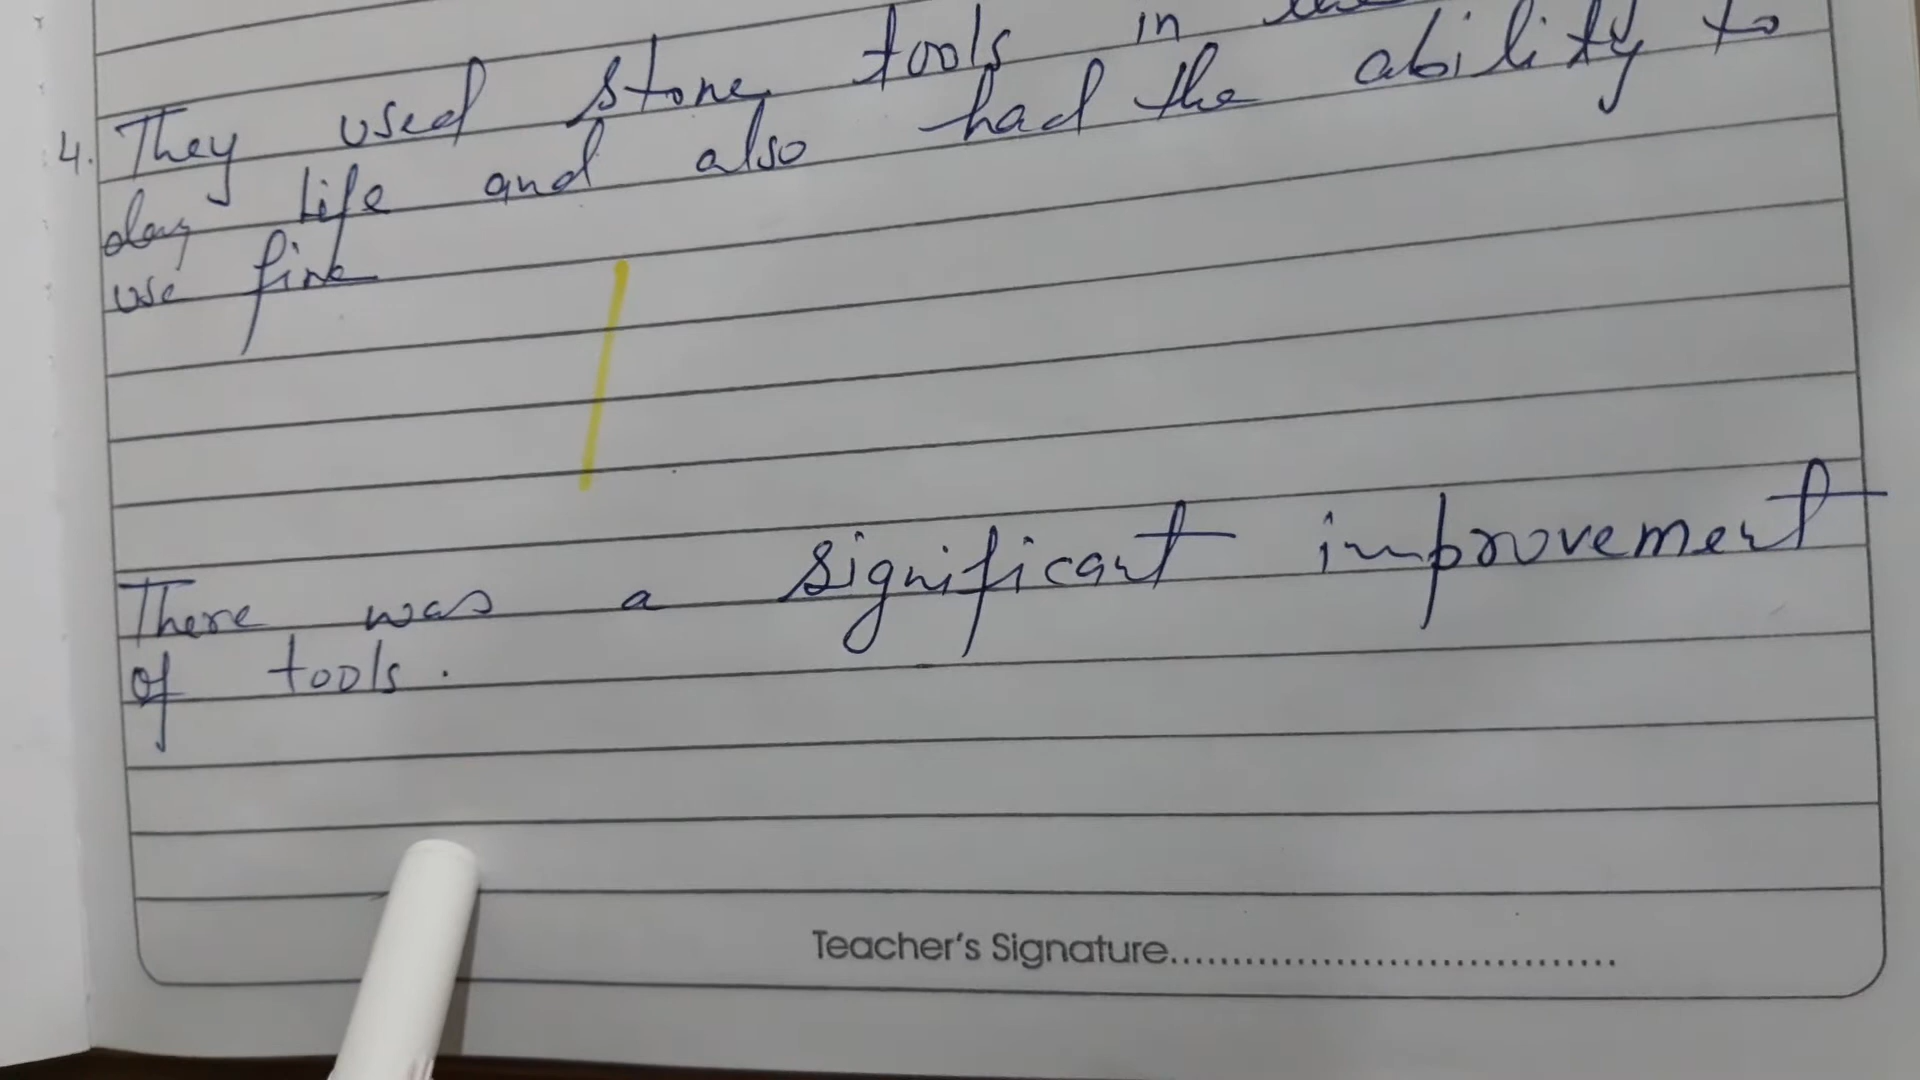 4. They used stone tools in
day life and also had the ability to
use fire
There was a significant improvement
of tools.
Teacher's Signature....................................